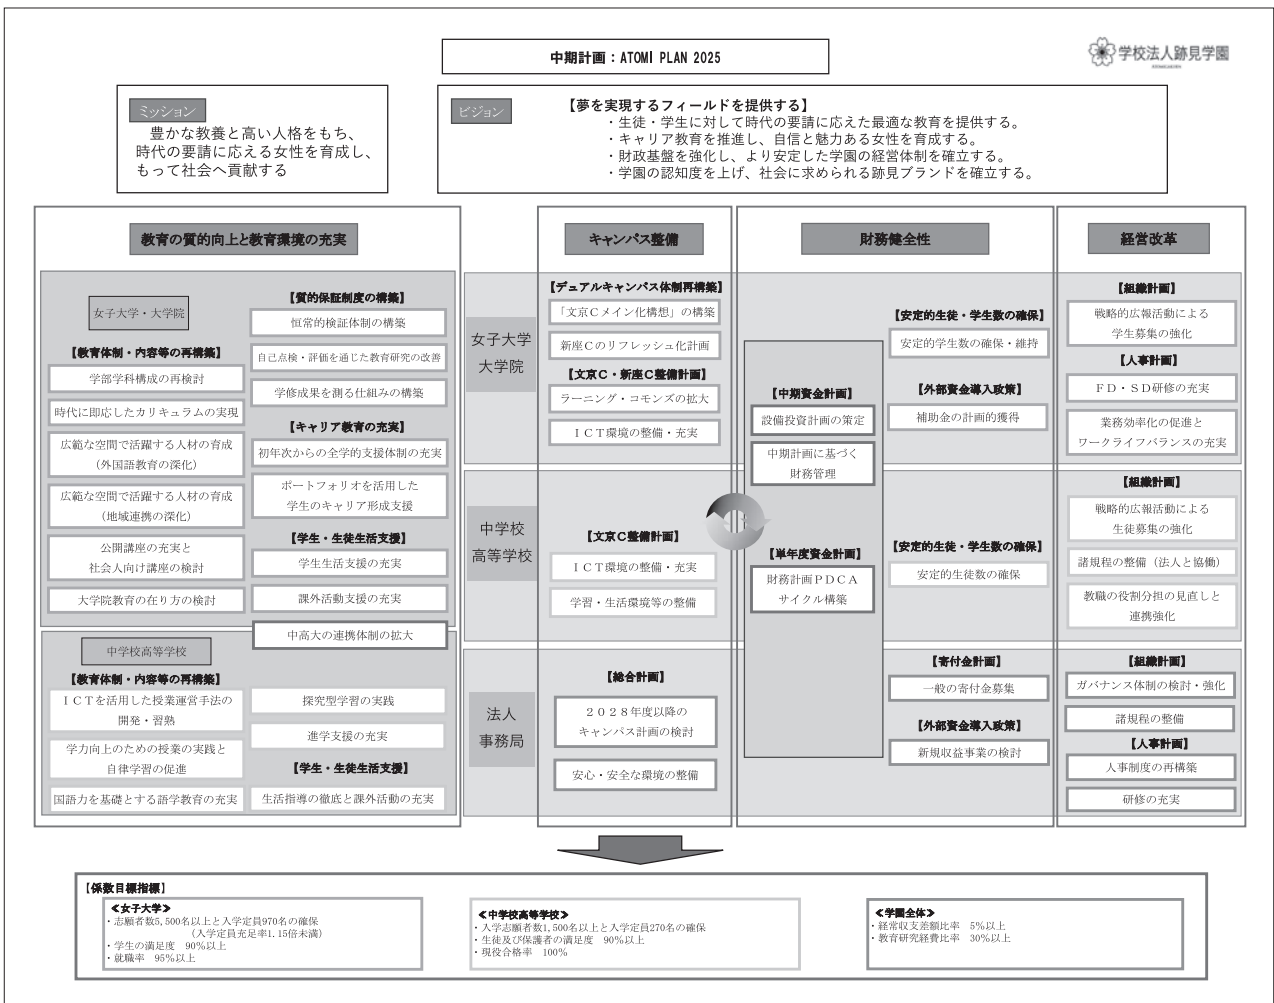 中期計画：ATOMI PLAN 2025
学校法人跡見学園
ミッション
豊かな教養と高い人格をもち、
時代の要請に応える女性を育成し、
もって社会へ貢献する
ビジョン
【夢を実現するフィールドを提供する】
・生徒・学生に対して時代の要請に応えた最適な教育を提供する。
・キャリア教育を推進し、自信と魅力ある女性を育成する。
・財政基盤を強化し、より安定した学園の経営体制を確立する。
・学園の認知度を上げ、社会に求められる跡見ブランドを確立する。
教育の質的向上と教育環境の充実
女子大学・大学院
【教育体制・内容等の再構築】
学部学科構成の再検討
時代に即応したカリキュラムの実現
広範な空間で活躍する人材の育成
（外国語教育の深化）
広範な空間で活躍する人材の育成
（地域連携の深化）
公開講座の充実と
社会人向け講座の検討
大学院教育の在り方の検討
【質的保証制度の構築】
恒常的検証体制の構築
自己点検・評価を通じた教育研究の改善
学修成果を測る仕組みの構築
【キャリア教育の充実】
初年次からの全学的支援体制の充実
ポートフォリオを活用した
学生のキャリア形成支援
【学生・生徒生活支援】
学生生活支援の充実
課外活動支援の充実
中高大の連携体制の拡大
中学校高等学校
【教育体制・内容等の再構築】
ＩＣＴを活用した授業運営手法の
開発・習熟
学力向上のための授業の実践と
自律学習の促進
国語力を基礎とする語学教育の充実
探究型学習の実践
進学支援の充実
【学生・生徒生活支援】
生活指導の徹底と課外活動の充実
女子大学
大学院
中学校
高等学校
法人
事務局
キャンパス整備
【デュアルキャンパス体制再構築】
「文京Ｃメイン化構想」の構築
新座Ｃのリフレッシュ化計画
【文京Ｃ・新座Ｃ整備計画】
ラーニング・コモンズの拡大
ＩＣＴ環境の整備・充実
【文京Ｃ整備計画】
ＩＣＴ環境の整備・充実
学習・生活環境等の整備
【総合計画】
２０２８年度以降の
キャンパス計画の検討
安心・安全な環境の整備
財務健全性
【中期資金計画】
設備投資計画の策定
中期計画に基づく
財務管理
【単年度資金計画】
財務計画ＰＤＣＡ
サイクル構築
【安定的生徒・学生数の確保】
安定的学生数の確保・維持
【外部資金導入政策】
補助金の計画的獲得
【安定的生徒・学生数の確保】
安定的生徒数の確保
【寄付金計画】
一般の寄付金募集
【外部資金導入政策】
新規収益事業の検討
経営改革
【組織計画】
戦略的広報活動による
学生募集の強化
【人事計画】
ＦＤ・ＳＤ研修の充実
業務効率化の促進と
ワークライフバランスの充実
【組織計画】
戦略的広報活動による
生徒募集の強化
諸規程の整備（法人と協働）
教職の役割分担の見直しと
連携強化
【組織計画】
ガバナンス体制の検討・強化
諸規程の整備
【人事計画】
人事制度の再構築
研修の充実
【係数目標指標】
≪女子大学≫
・志願者数5,500名以上と入学定員970名の確保
（入学定員充足率1.15倍未満）
・学生の満足度　90％以上
・就職率　95％以上
≪中学校高等学校≫
・入学志願者数1,500名以上と入学定員270名の確保
・生徒及び保護者の満足度　90％以上
・現役合格率　100％
≪学園全体≫
・経常収支差額比率　5％以上
・教育研究経費比率　30％以上